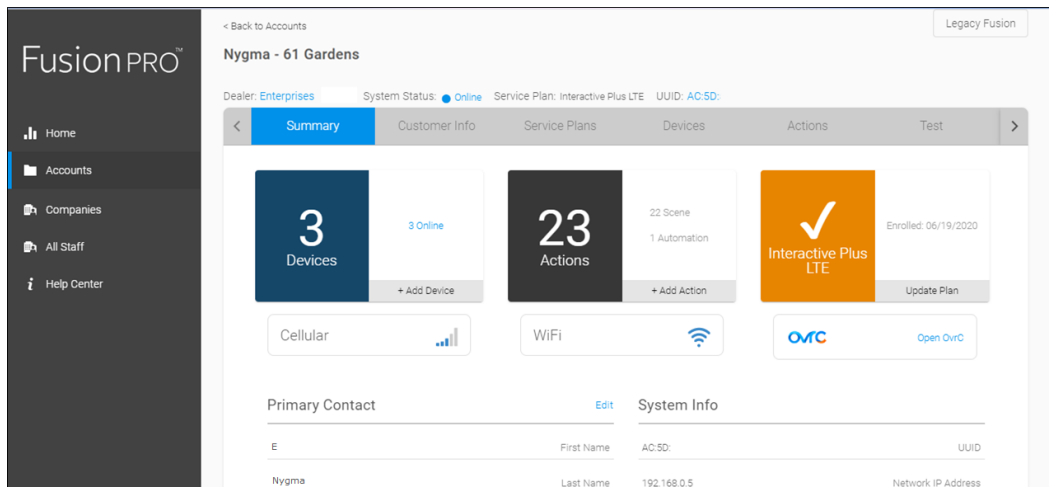 < Back to Accounts
Legacy Fusion
FusionPRO™
Nygma - 61 Gardens
Dealer: Enterprises System Status: Online Service Plan: Interactive Plus LTE UUID: AC:5D:
< Summary Customer Info Service Plans Devices Actions Test >
Home
Accounts
Companies
All Staff
Help Center
3
Devices
3 Online
+ Add Device
23
Actions
22 Scene
1 Automation
+ Add Action
Interactive Plus
LTE
Enrolled: 06/19/2020
Update Plan
Cellular
WiFi
OvrC
Open OvrC
Primary Contact Edit
E First Name
Nygma Last Name
System Info
AC:5D: UUID
192.168.0.5 Network IP Address